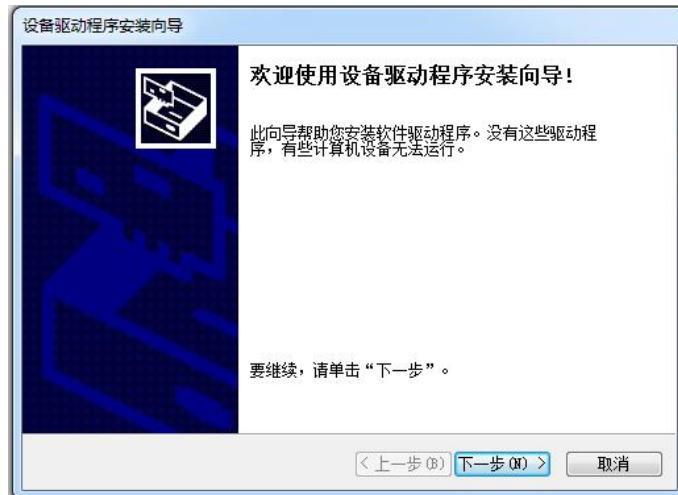 设备驱动程序安装向导
欢迎使用设备驱动程序安装向导!
此向导帮助您安装软件驱动程序。没有这些驱动程
序，有些计算机设备无法运行。
要继续，请单击“下一步”。
< 上一步(B) 下一步(N) > 取消